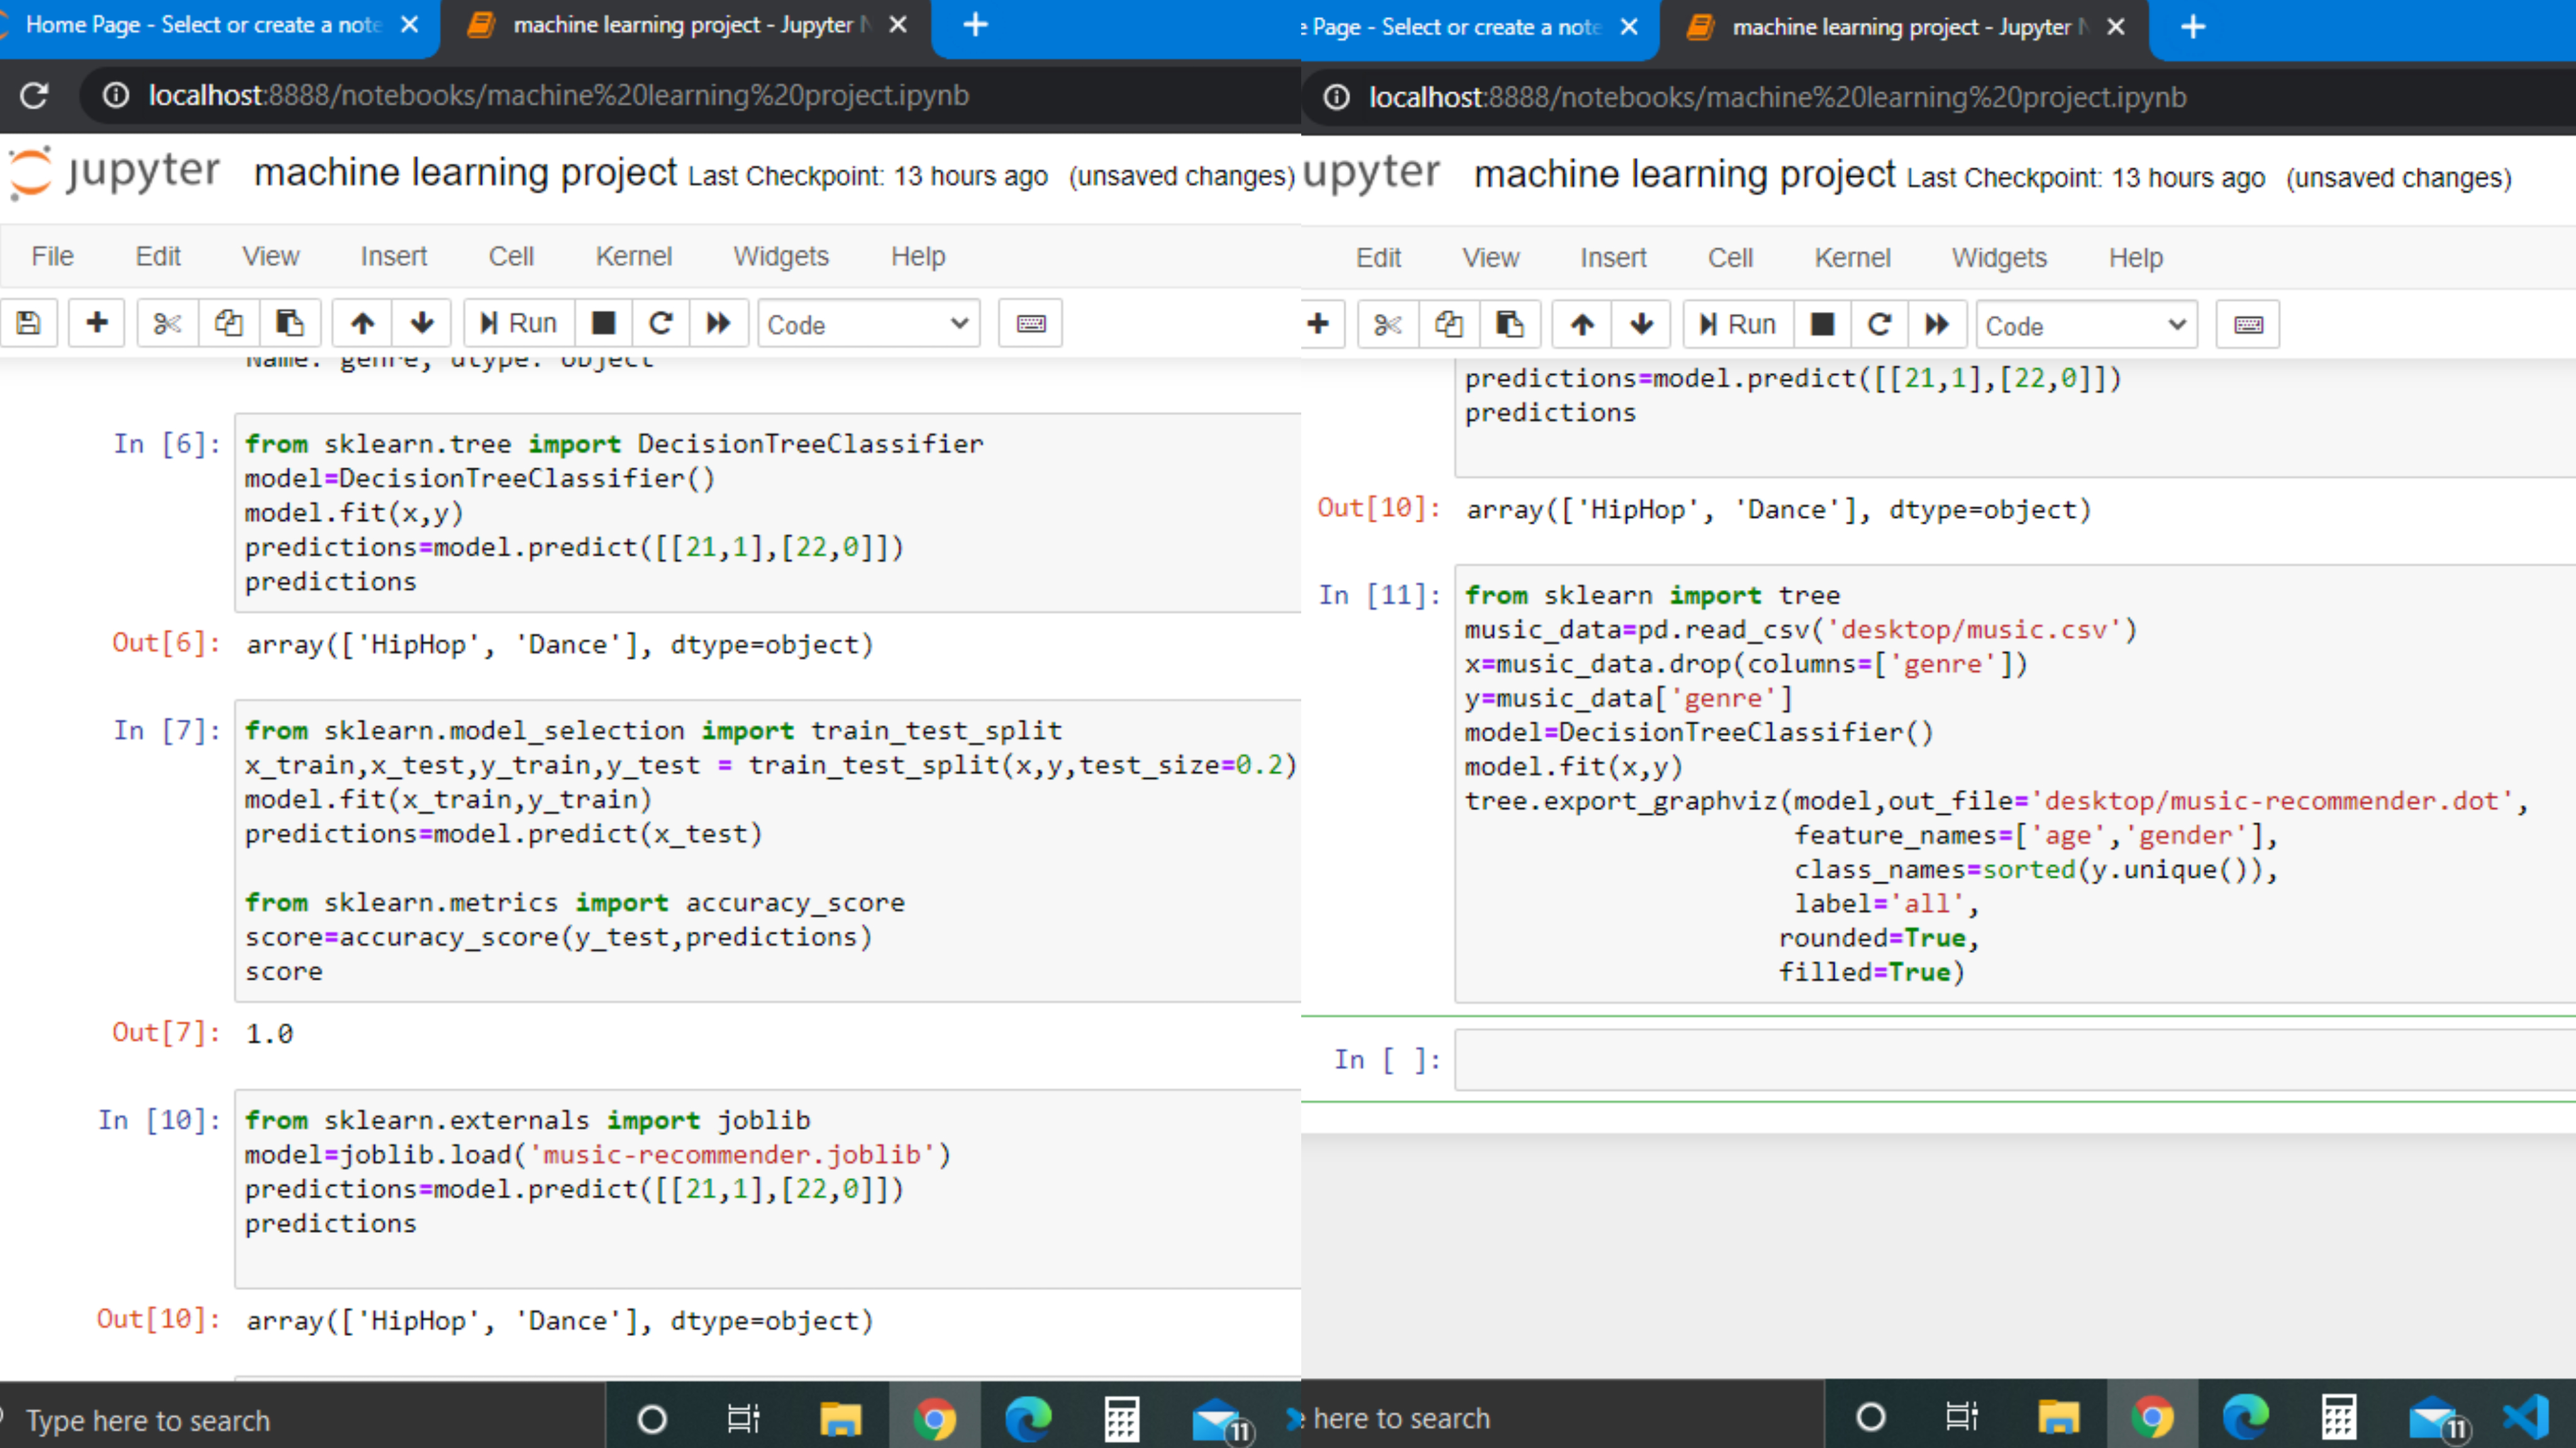 Home Page - Select or create a note
machine learning project - Jupyter N
localhost:8888/notebooks/machine%20learning%20project.ipynb
jupyter machine learning project Last Checkpoint: 13 hours ago (unsaved changes)
File Edit View Insert Cell Kernel Widgets Help
Run Code
Name: genre, dtype: object
In [6]: from sklearn.tree import DecisionTreeClassifier
model=DecisionTreeClassifier()
model.fit(x,y)
predictions=model.predict([[21,1],[22,0]])
predictions
Out[6]: array(['HipHop', 'Dance'], dtype=object)
In [7]: from sklearn.model_selection import train_test_split
x_train,x_test,y_train,y_test = train_test_split(x,y,test_size=0.2)
model.fit(x_train,y_train)
predictions=model.predict(x_test)
from sklearn.metrics import accuracy_score
score=accuracy_score(y_test,predictions)
score
Out[7]: 1.0
In [10]: from sklearn.externals import joblib
model=joblib.load('music-recommender.joblib')
predictions=model.predict([[21,1],[22,0]])
predictions
Out[10]: array(['HipHop', 'Dance'], dtype=object)
Type here to search
11
e Page - Select or create a note
machine learning project - Jupyter N
localhost:8888/notebooks/machine%20learning%20project.ipynb
upyter machine learning project Last Checkpoint: 13 hours ago (unsaved changes)
Edit View Insert Cell Kernel Widgets Help
Run Code
predictions=model.predict([[21,1],[22,0]])
predictions
Out[10]: array(['HipHop', 'Dance'], dtype=object)
In [11]: from sklearn import tree
music_data=pd.read_csv('desktop/music.csv')
x=music_data.drop(columns=['genre'])
y=music_data['genre']
model=DecisionTreeClassifier()
model.fit(x,y)
tree.export_graphviz(model,out_file='desktop/music-recommender.dot',
feature_names=['age','gender'],
class_names=sorted(y.unique()),
label='all',
rounded=True,
filled=True)
In [ ]:
e here to search
11